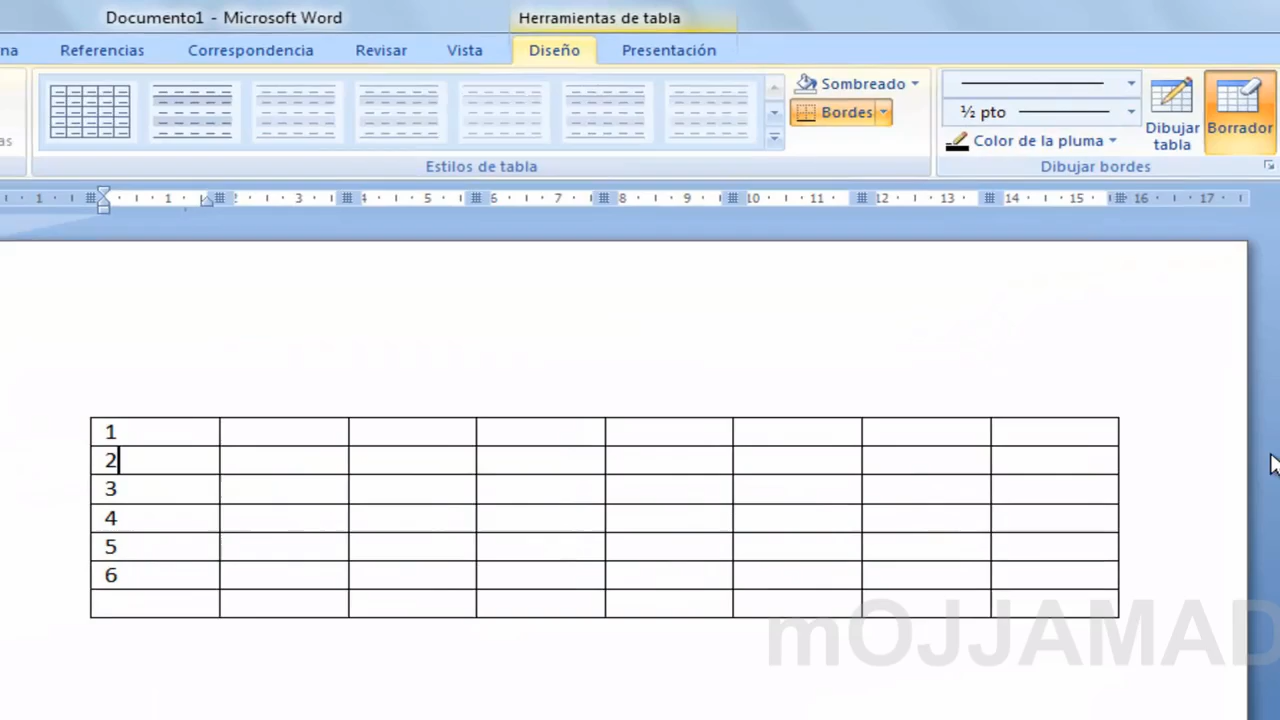 Documento1 - Microsoft Word
Herramientas de tabla
na Referencias Correspondencia Revisar Vista Diseño Presentación
Sombreado
Bordes
½ pto
Color de la pluma
Dibujar tabla
Borrador
as
Estilos de tabla
Dibujar bordes
1 1 2 3 4 5 6 7 8 9 10 11 12 13 14 15 16 17
1
2
3
4
5
6
mOJJAMAD